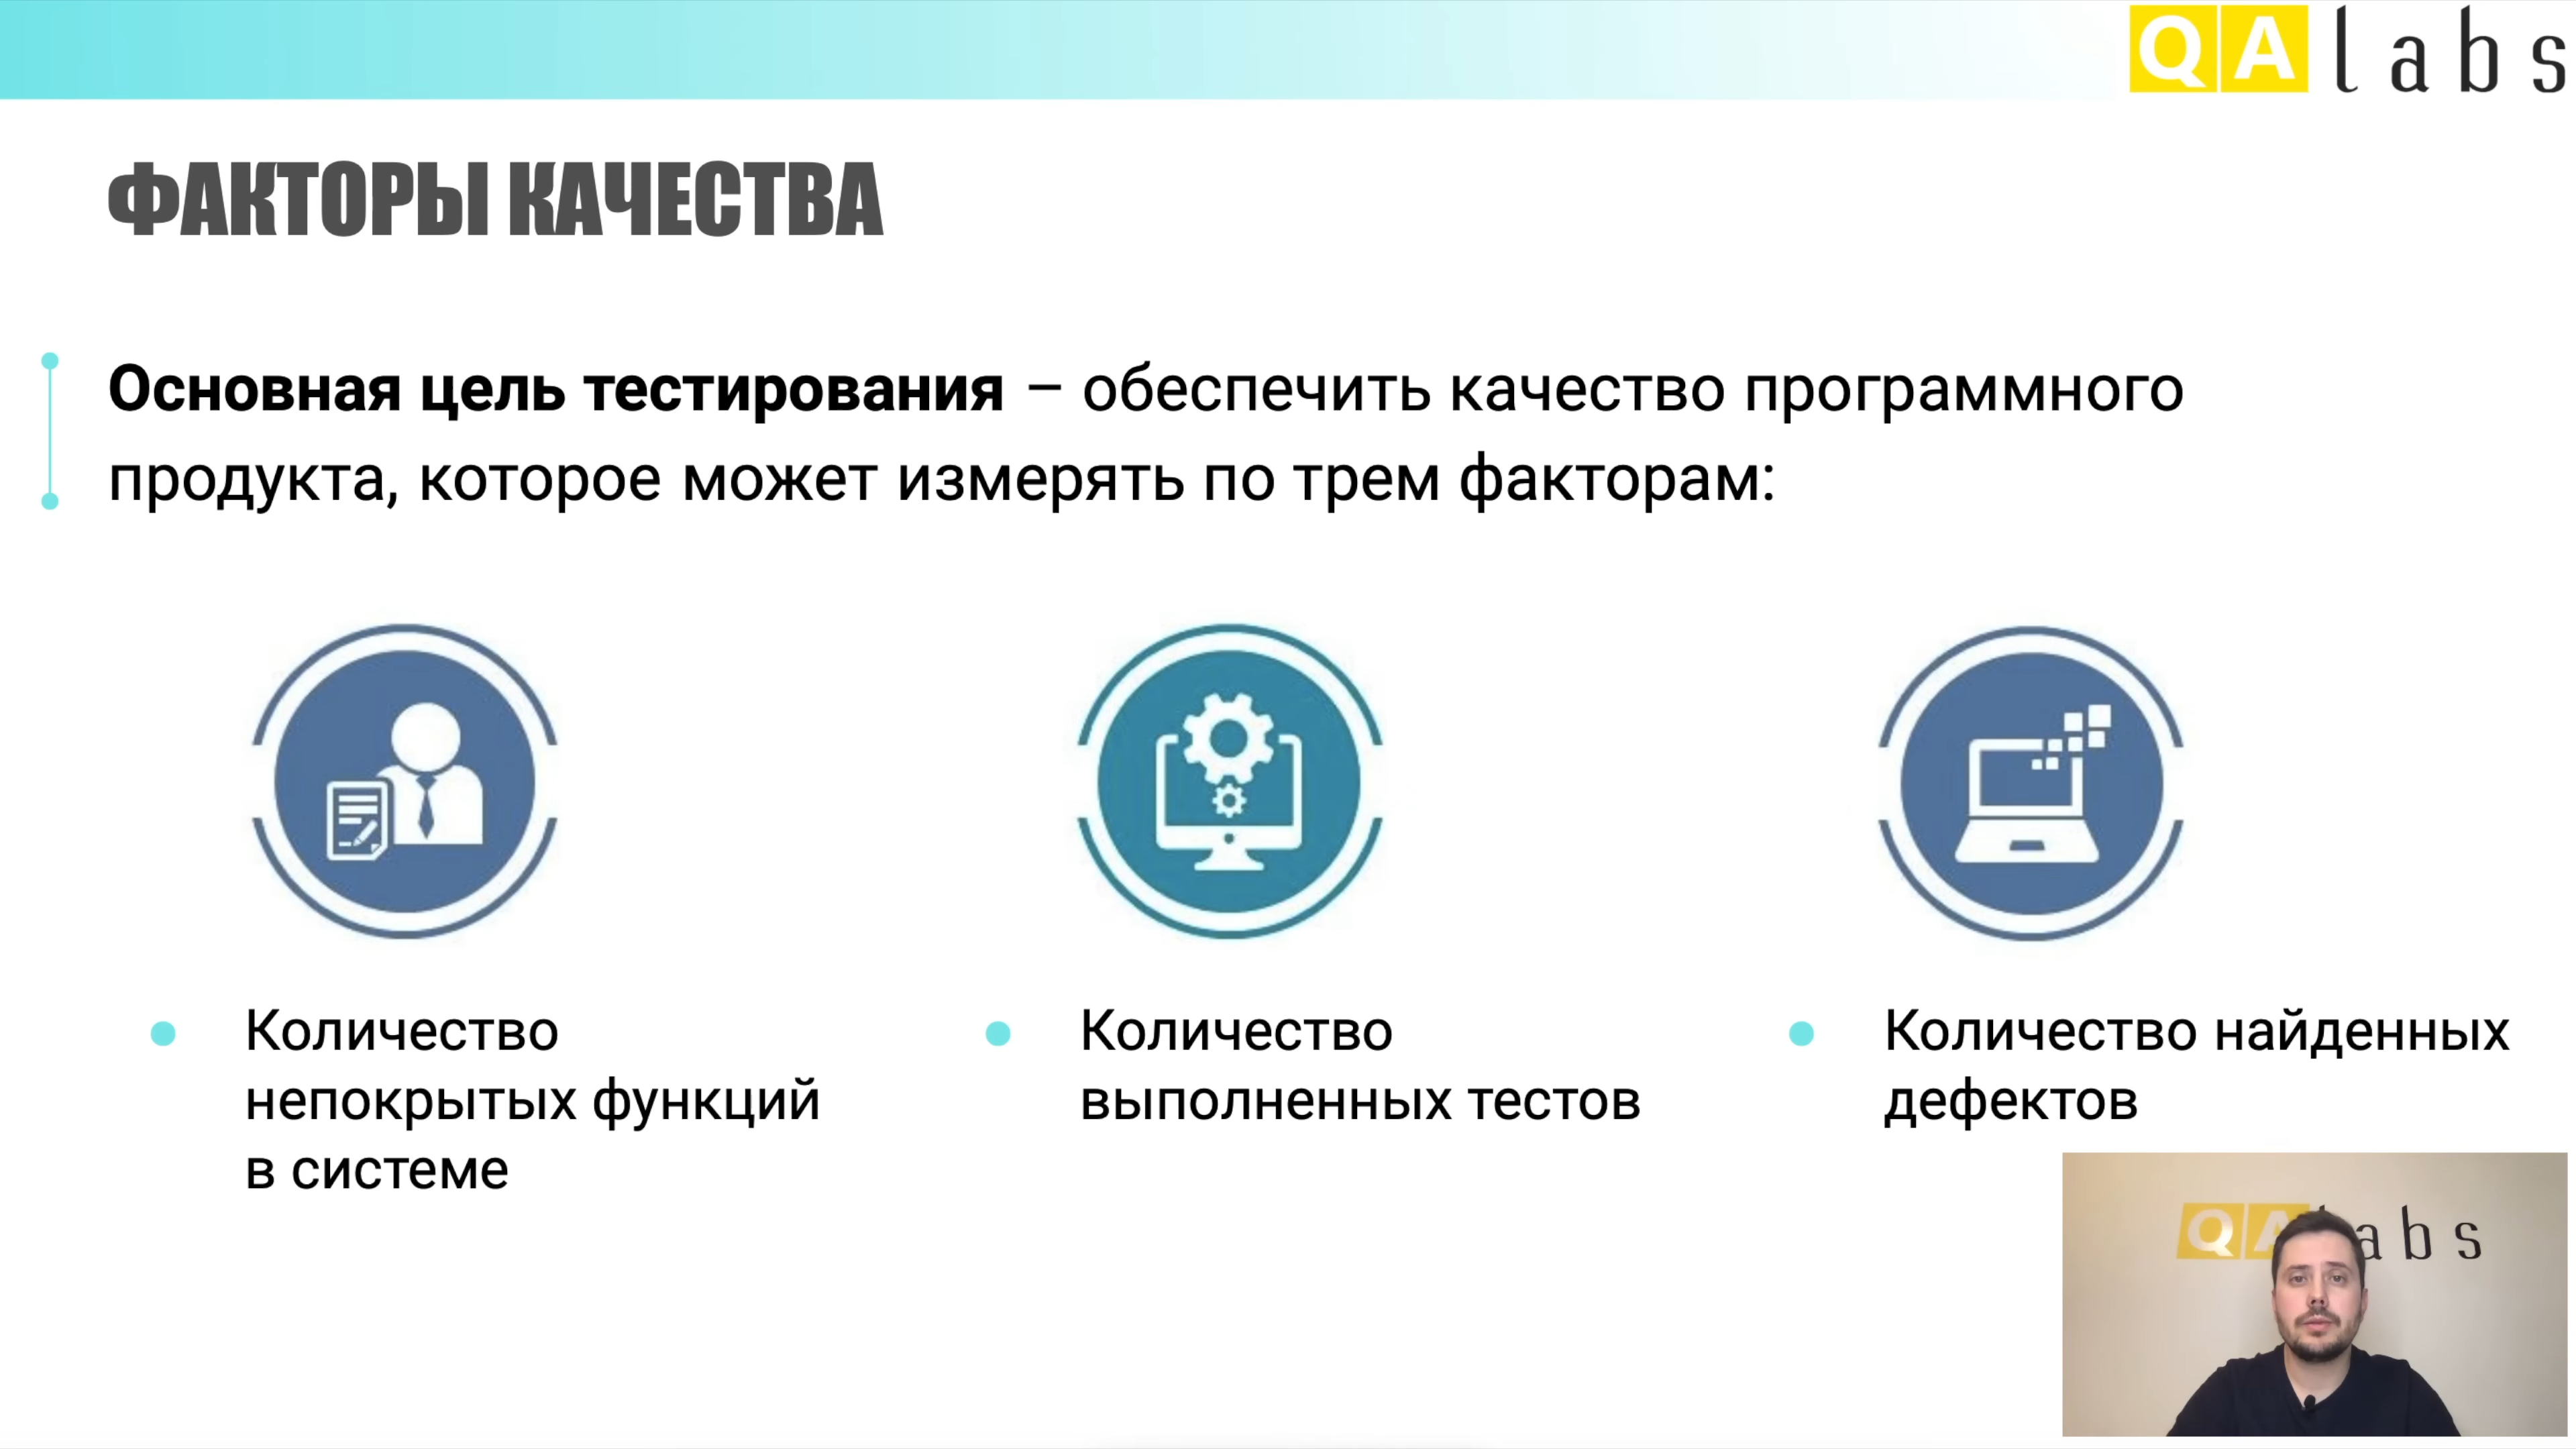 QA labs
ФАКТОРЫ КАЧЕСТВА
Основная цель тестирования – обеспечить качество программного
продукта, которое может измерять по трем факторам:
Количество
непокрытых функций
в системе
Количество
выполненных тестов
Количество найденных
дефектов
QA abs